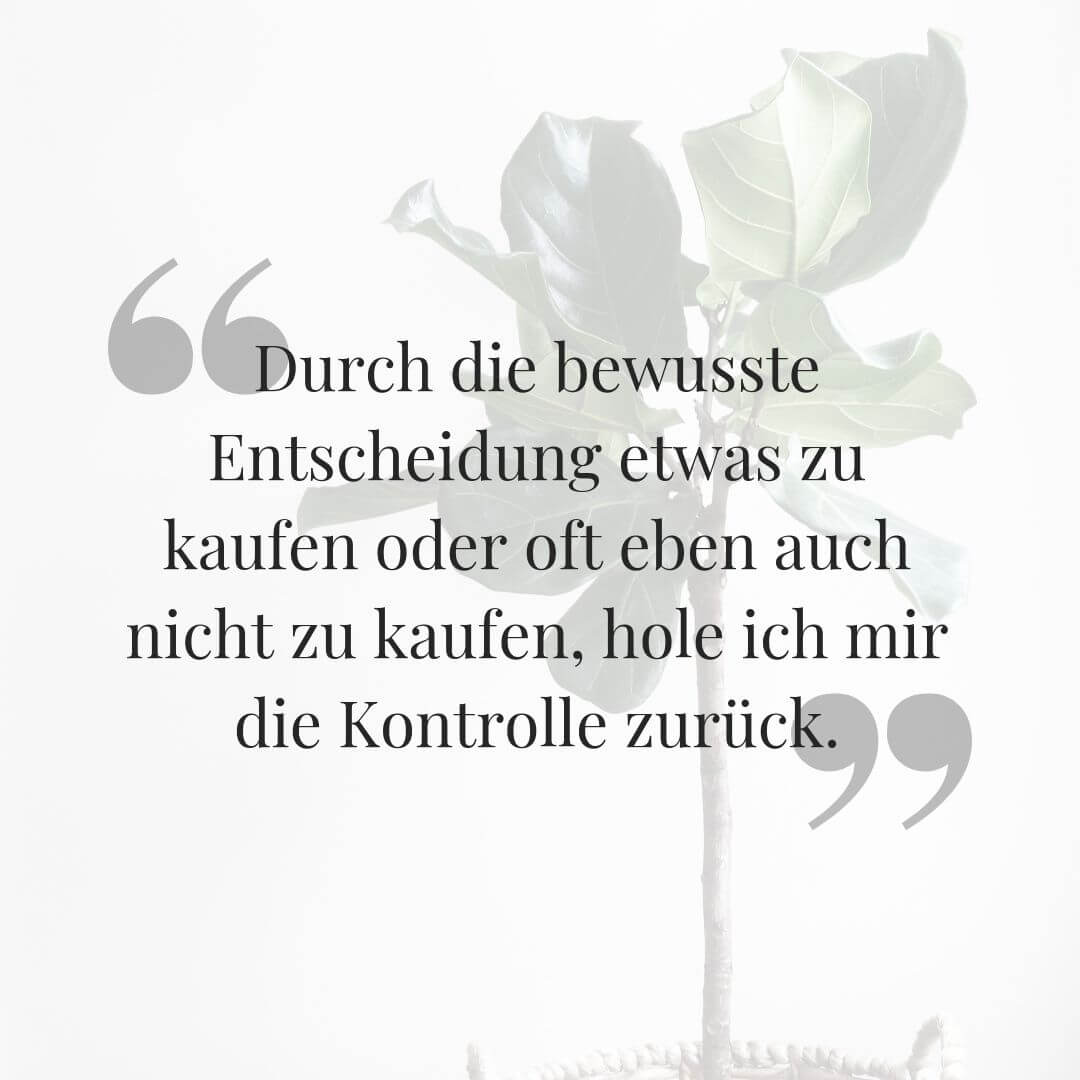 Durch die bewusste
Entscheidung etwas zu
kaufen oder oft eben auch
nicht zu kaufen, hole ich mir
die Kontrolle zurück.